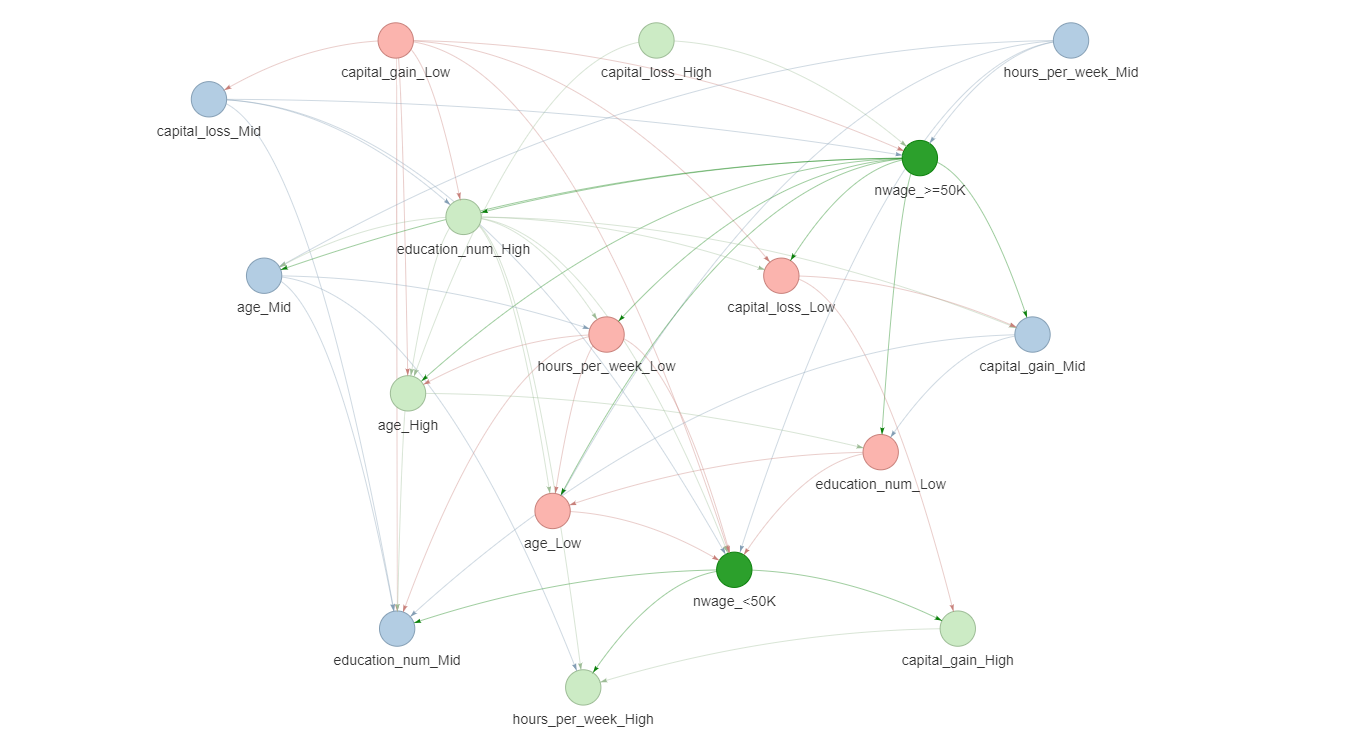 capital_gain_Low
capital_loss_High
hours_per_week_Mid
capital_loss_Mid
nwage_>=50K
education_num_High
age_Mid
capital_loss_Low
hours_per_week_Low
capital_gain_Mid
age_High
education_num_Low
age_Low
nwage_<50K
education_num_Mid
capital_gain_High
hours_per_week_High